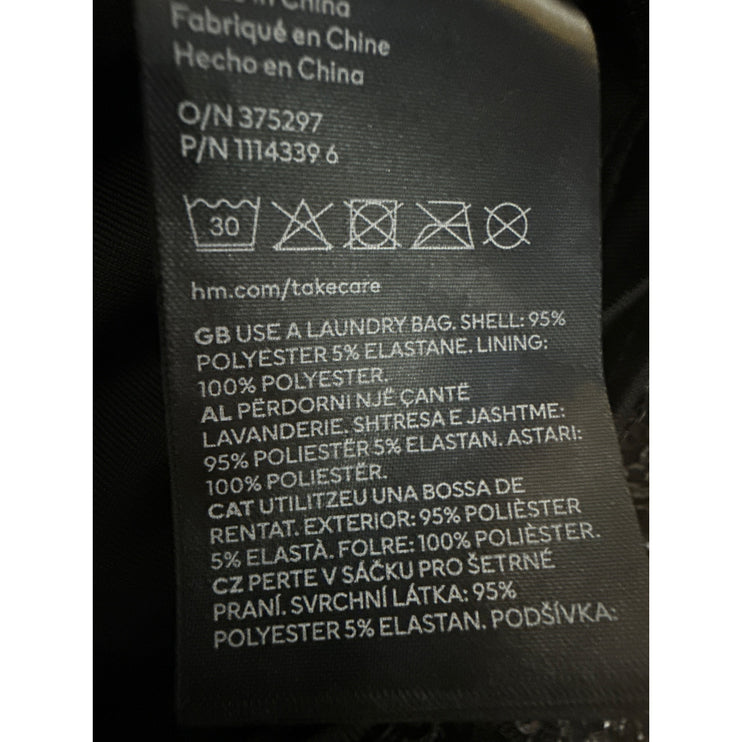 in China
Fabriqué en Chine
Hecho en China
O/N 375297
P/N 1114339 6
30
hm.com/takecare
GB USE A LAUNDRY BAG. SHELL: 95%
POLYESTER 5% ELASTANE. LINING:
100% POLYESTER.
AL PËRDORNI NJË ÇANTË
LAVANDERIE. SHTRESA E JASHTME:
95% POLIESTËR 5% ELASTAN. ASTARI:
100% POLIESTËR.
CAT UTILITZEU UNA BOSSA DE
RENTAT. EXTERIOR: 95% POLIÈSTER
5% ELASTÀ. FOLRE: 100% POLIÈSTER.
CZ PERTE V SÁČKU PRO ŠETRNÉ
PRANÍ. SVRCHNÍ LÁTKA: 95%
POLYESTER 5% ELASTAN. PODŠÍVKA: